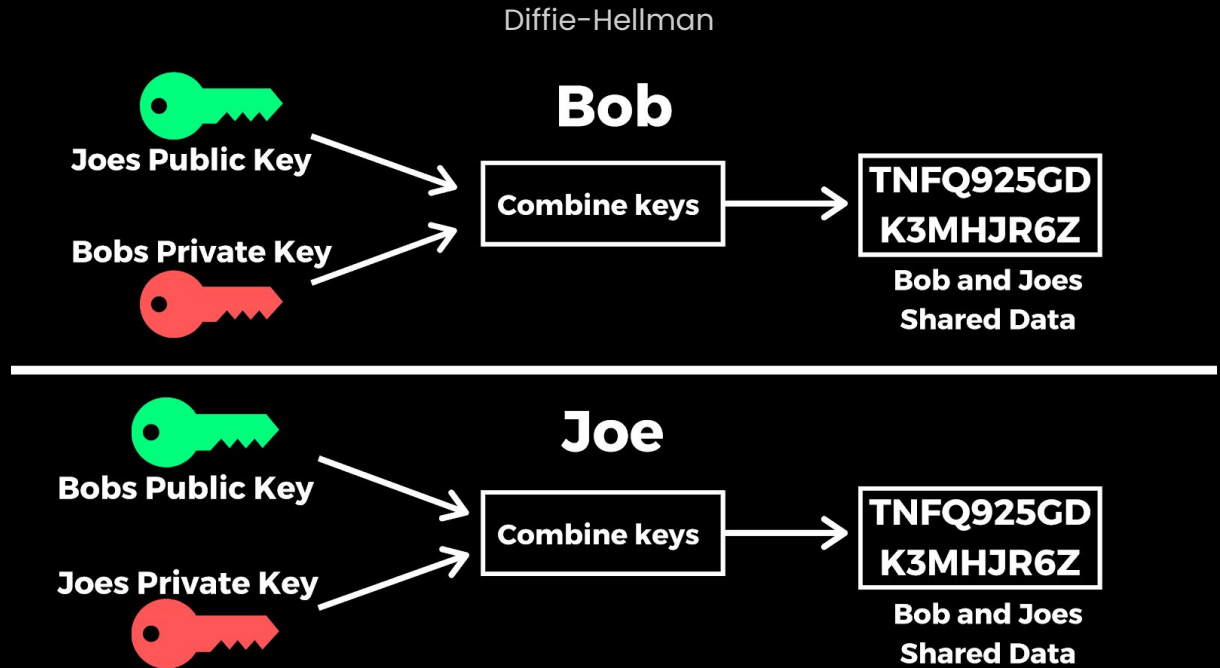 Diffie-Hellman
Bob
Joes Public Key
Bobs Private Key
Combine keys
TNFQ925GD
K3MHJR6Z
Bob and Joes
Shared Data
Joe
Bobs Public Key
Joes Private Key
Combine keys
TNFQ925GD
K3MHJR6Z
Bob and Joes
Shared Data